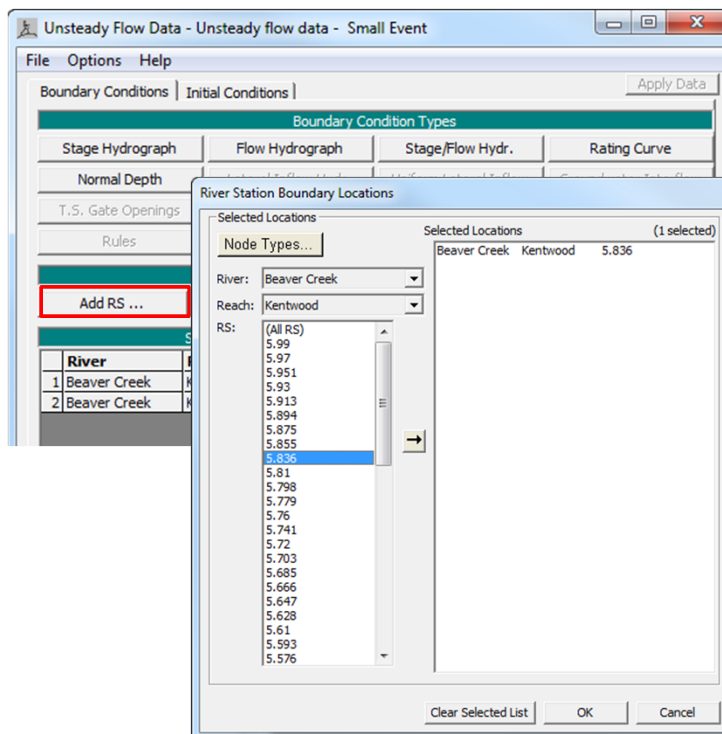 Unsteady Flow Data - Unsteady flow data - Small Event
File Options Help
Apply Data
Boundary Conditions Initial Conditions
Boundary Condition Types
Stage Hydrograph Flow Hydrograph Stage/Flow Hydr. Rating Curve
Normal Depth
T.S. Gate Openings
Rules
Add RS ...
River
1 Beaver Creek
2 Beaver Creek
River Station Boundary Locations
Selected Locations
Node Types...
River: Beaver Creek
Reach: Kentwood
RS:
(All RS)
5.99
5.97
5.951
5.93
5.913
5.894
5.875
5.855
5.836
5.81
5.798
5.779
5.76
5.741
5.72
5.703
5.685
5.666
5.647
5.628
5.61
5.593
5.576
Selected Locations (1 selected)
Beaver Creek Kentwood 5.836
Clear Selected List OK Cancel